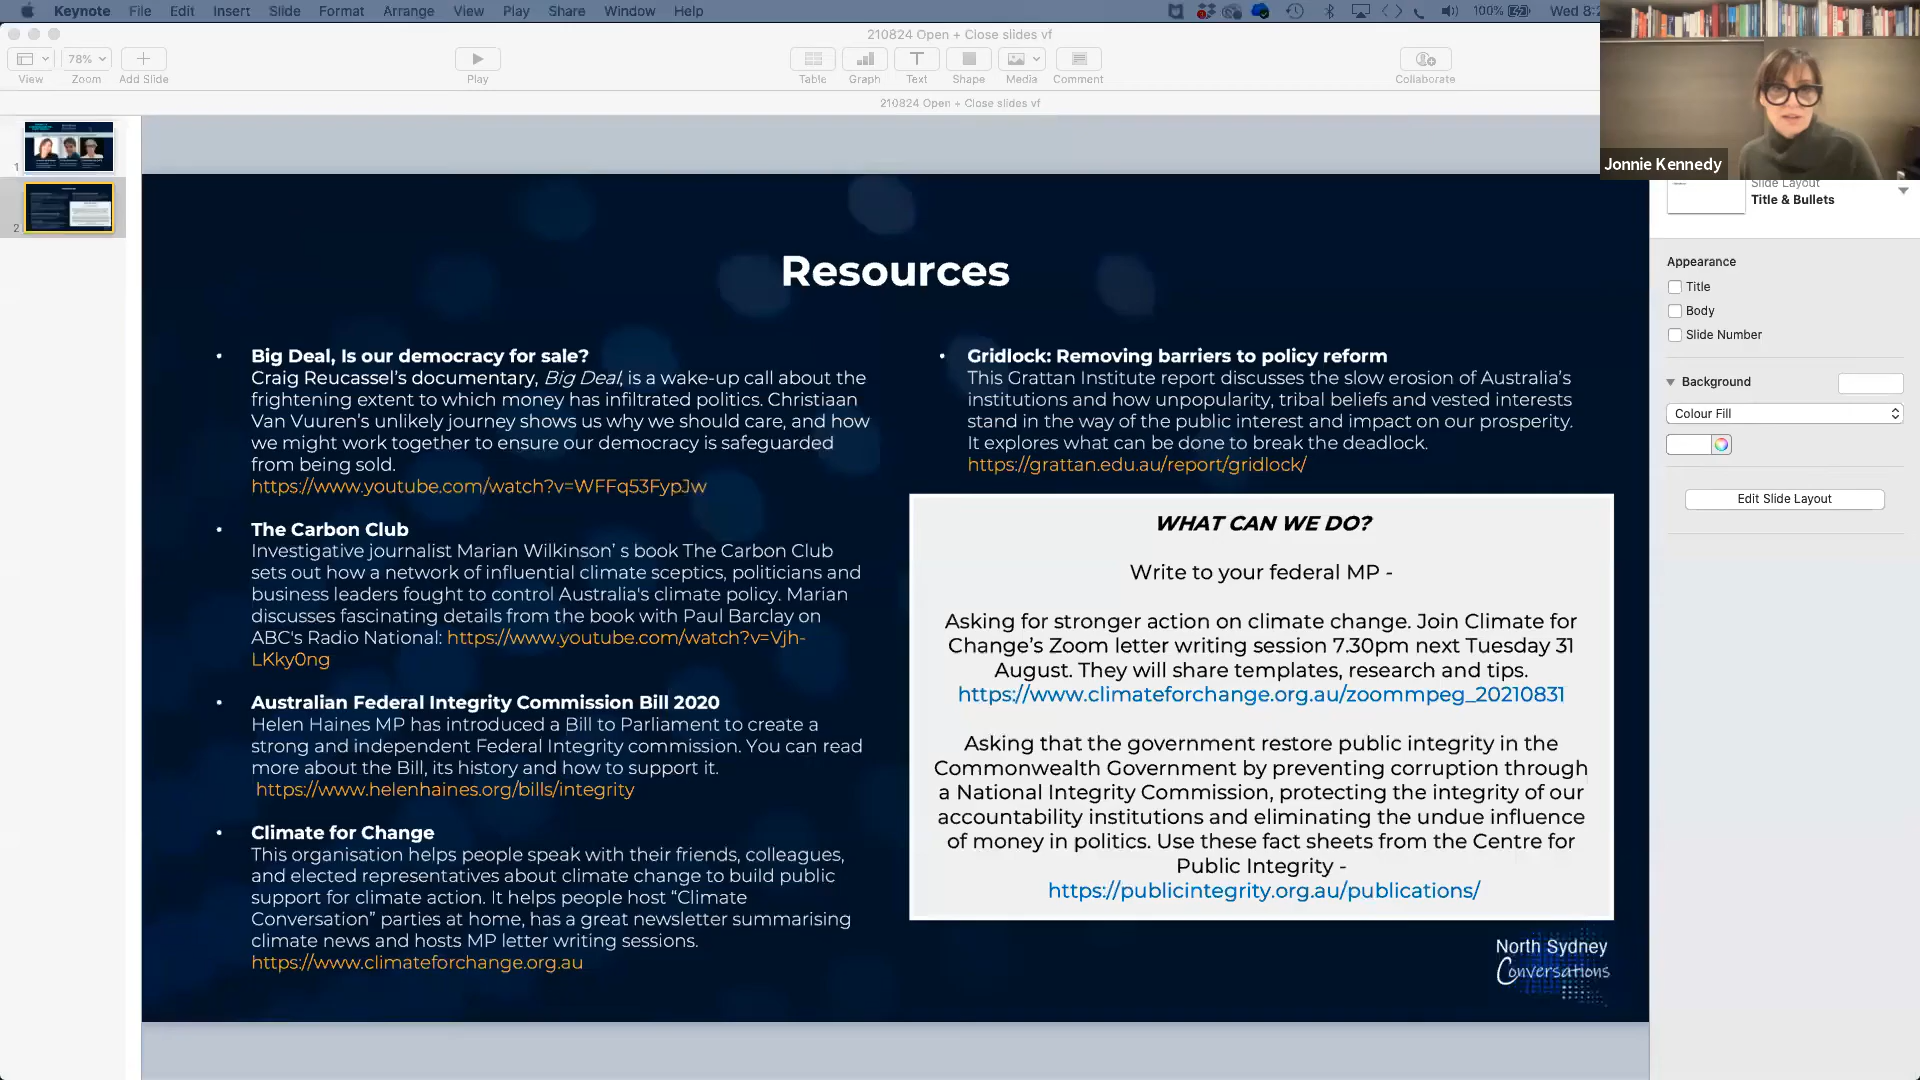 Keynote File Edit Insert Slide Format Arrange View Play Share Window Help
100%
210824 Open + Close slides vf
78%
View Zoom Add Slide Play Table Graph Text Shape Media Comment Collaborate
210824 Open + Close slides vf
Jonnie Kennedy
1
2
Slide Layout
Title & Bullets
Appearance
Title
Body
Slide Number
Background
Colour Fill
Edit Slide Layout
Resources
• Big Deal, Is our democracy for sale?
Craig Reucassel's documentary, Big Deal, is a wake-up call about the
frightening extent to which money has infiltrated politics. Christiaan
Van Vuuren's unlikely journey shows us why we should care, and how
we might work together to ensure our democracy is safeguarded
from being sold.
https://www.youtube.com/watch?v=WFFq53FypJw
• The Carbon Club
Investigative journalist Marian Wilkinson' s book The Carbon Club
sets out how a network of influential climate sceptics, politicians and
business leaders fought to control Australia's climate policy. Marian
discusses fascinating details from the book with Paul Barclay on
ABC's Radio National: https://www.youtube.com/watch?v=Vjh-
LKky0ng
• Australian Federal Integrity Commission Bill 2020
Helen Haines MP has introduced a Bill to Parliament to create a
strong and independent Federal Integrity commission. You can read
more about the Bill, its history and how to support it.
https://www.helenhaines.org/bills/integrity
• Climate for Change
This organisation helps people speak with their friends, colleagues,
and elected representatives about climate change to build public
support for climate action. It helps people host “Climate
Conversation” parties at home, has a great newsletter summarising
climate news and hosts MP letter writing sessions.
https://www.climateforchange.org.au
• Gridlock: Removing barriers to policy reform
This Grattan Institute report discusses the slow erosion of Australia's
institutions and how unpopularity, tribal beliefs and vested interests
stand in the way of the public interest and impact on our prosperity.
It explores what can be done to break the deadlock.
https://grattan.edu.au/report/gridlock/
WHAT CAN WE DO?
Write to your federal MP -
Asking for stronger action on climate change. Join Climate for
Change's Zoom letter writing session 7.30pm next Tuesday 31
August. They will share templates, research and tips.
https://www.climateforchange.org.au/zoommpeg_20210831
Asking that the government restore public integrity in the
Commonwealth Government by preventing corruption through
a National Integrity Commission, protecting the integrity of our
accountability institutions and eliminating the undue influence
of money in politics. Use these fact sheets from the Centre for
Public Integrity -
https://publicintegrity.org.au/publications/
North Sydney
Conversations